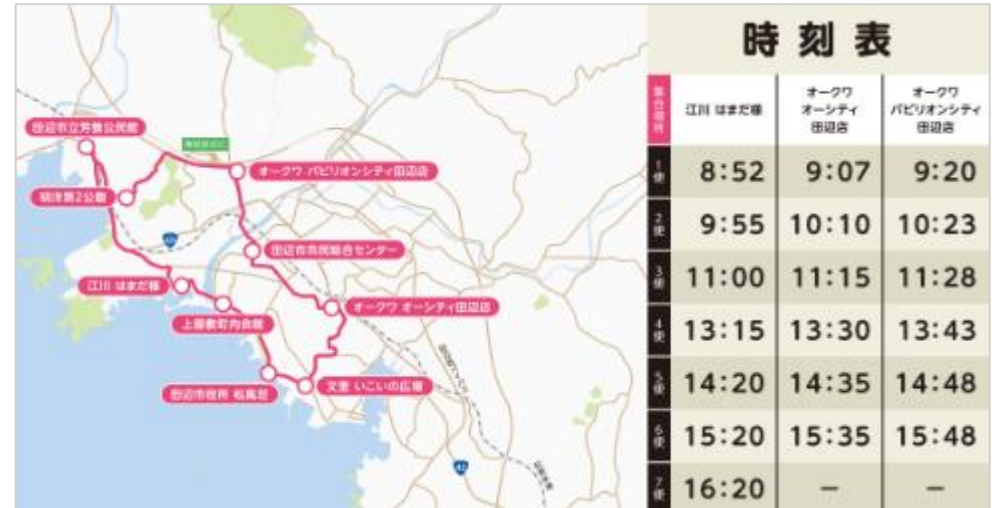 時刻表
集合場所
江川 はまだ様
オークワ
オーシティ
田辺店
オークワ
パビリオンシティ
田辺店
1便 8:52 9:07 9:20
2便 9:55 10:10 10:23
3便 11:00 11:15 11:28
4便 13:15 13:30 13:43
5便 14:20 14:35 14:48
6便 15:20 15:35 15:48
7便 16:20 − −
田辺市立芳養公民館
オークワ パビリオンシティ田辺店
明洋第2公園
田辺市市民総合センター
江川 はまだ様
オークワ オーシティ田辺店
上屋敷町内会館
田辺市役所
文里 いこいの広場
42